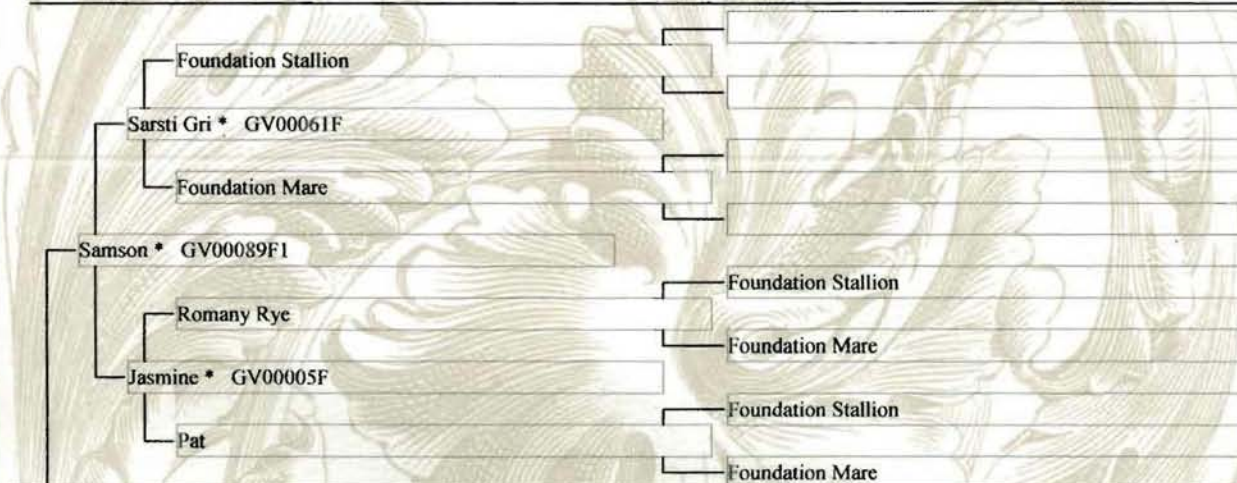 Foundation Stallion
Sarsti Gri * GV00061F
Foundation Mare
Samson * GV00089F1
Foundation Stallion
Romany Rye
Foundation Mare
Jasmine * GV00005F
Foundation Stallion
Pat
Foundation Mare